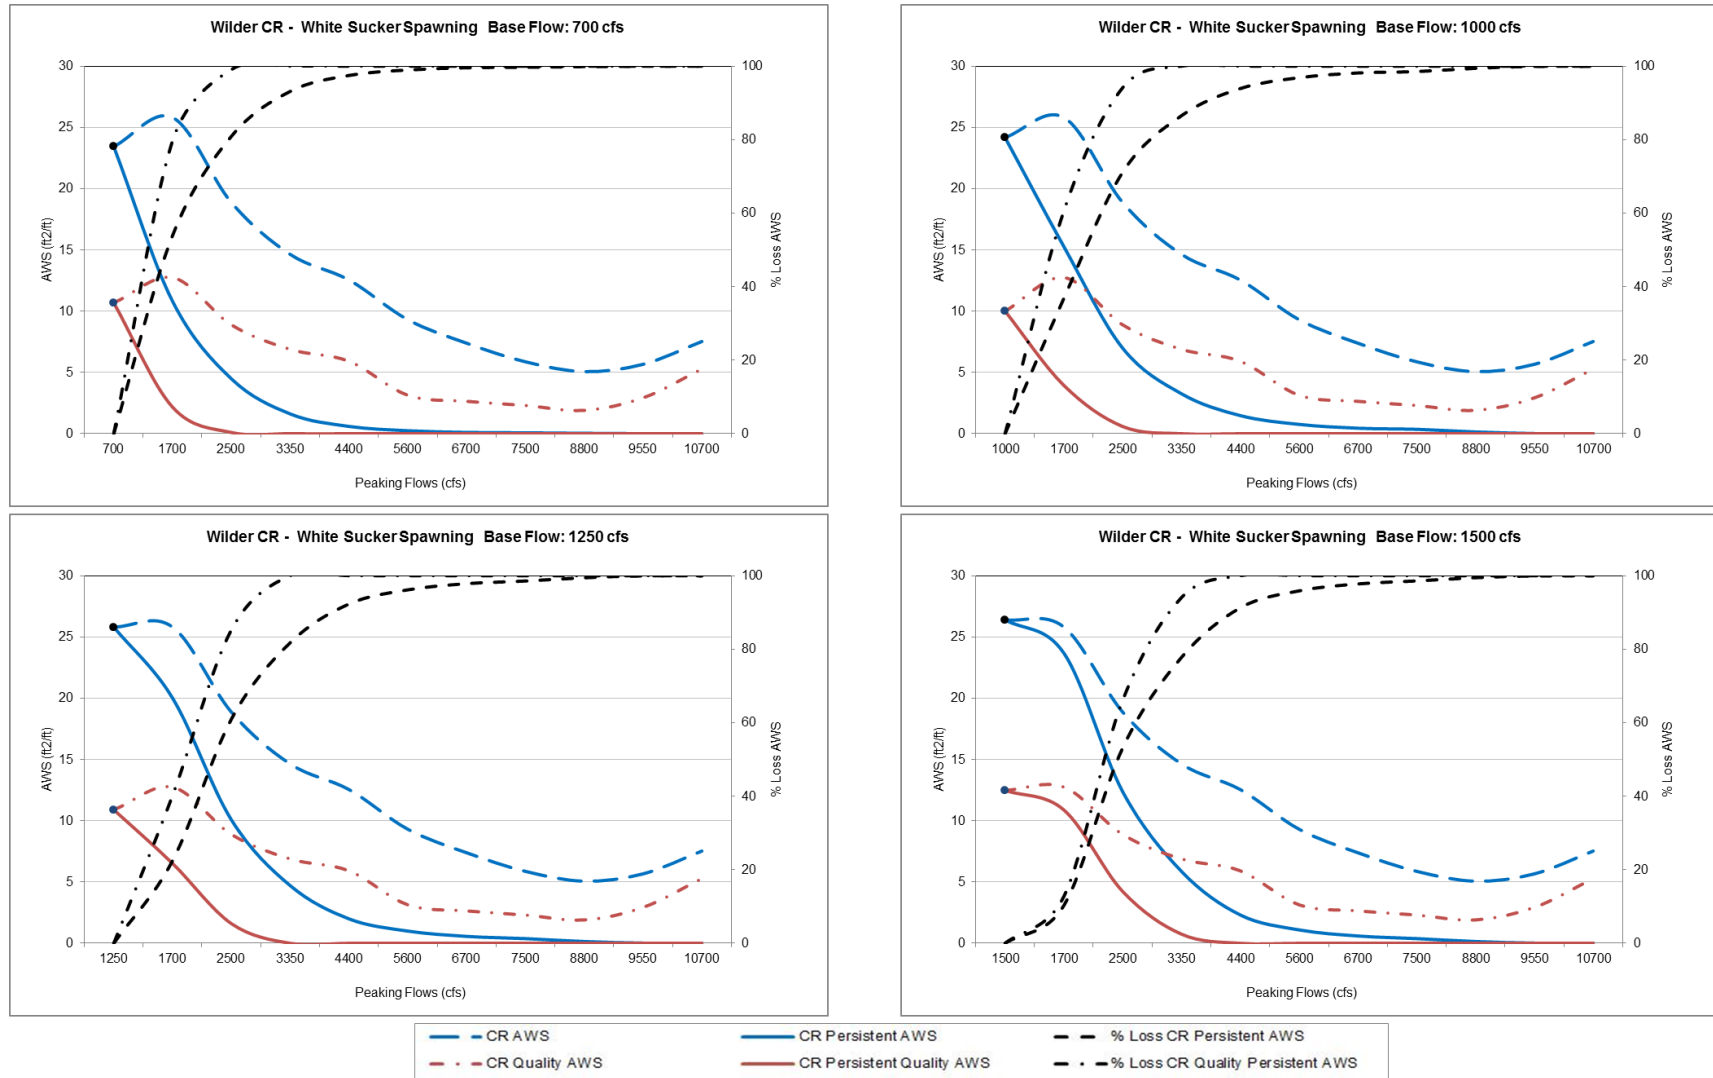 Wilder CR - White Sucker Spawning Base Flow: 700 cfs
AWS (ft2/ft)
30
25
20
15
10
5
0
100
80
60
40
20
0
% Loss AWS
700 1700 2500 3350 4400 5600 6700 7500 8800 9550 10700
Peaking Flows (cfs)
Wilder CR - White Sucker Spawning Base Flow: 1000 cfs
AWS (ft2/ft)
30
25
20
15
10
5
0
100
80
60
40
20
0
% Loss AWS
1000 1700 2500 3350 4400 5600 6700 7500 8800 9550 10700
Peaking Flows (cfs)
Wilder CR - White Sucker Spawning Base Flow: 1250 cfs
AWS (ft2/ft)
30
25
20
15
10
5
0
100
80
60
40
20
0
% Loss AWS
1250 1700 2500 3350 4400 5600 6700 7500 8800 9550 10700
Peaking Flows (cfs)
Wilder CR - White Sucker Spawning Base Flow: 1500 cfs
AWS (ft2/ft)
30
25
20
15
10
5
0
100
80
60
40
20
0
% Loss AWS
1500 1700 2500 3350 4400 5600 6700 7500 8800 9550 10700
Peaking Flows (cfs)
CR AWS CR Persistent AWS % Loss CR Persistent AWS
CR Quality AWS CR Persistent Quality AWS % Loss CR Quality Persistent AWS